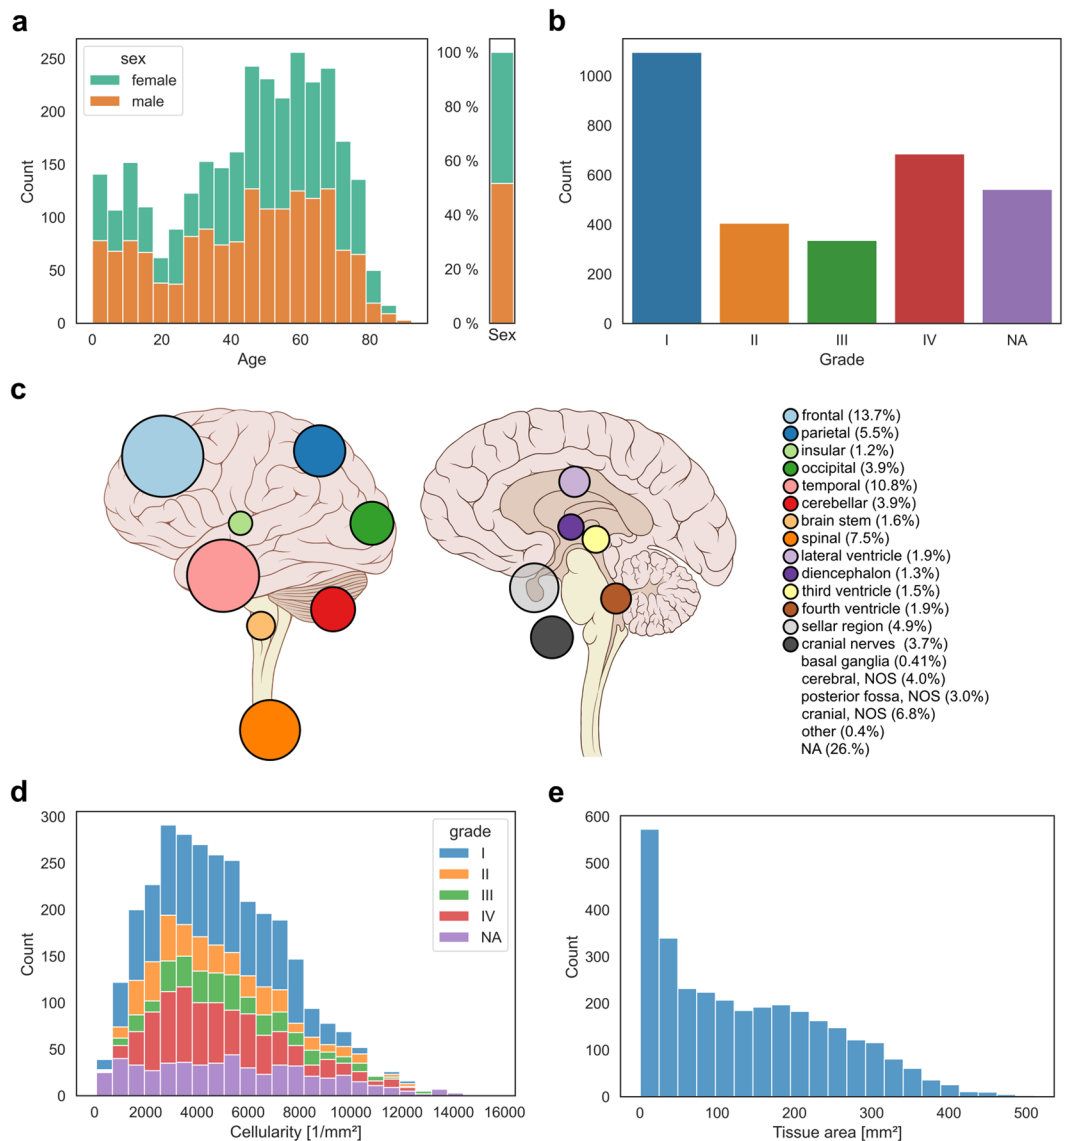 a
sex
female
male
250
200
150
100
50
0
Count
0 20 40 60 80
Age
100 %
80 %
60 %
40 %
20 %
0 %
Sex
b
1000
800
600
400
200
0
Count
I II III IV NA
Grade
c
frontal (13.7%)
parietal (5.5%)
insular (1.2%)
occipital (3.9%)
temporal (10.8%)
cerebellar (3.9%)
brain stem (1.6%)
spinal (7.5%)
lateral ventricle (1.9%)
diencephalon (1.3%)
third ventricle (1.5%)
fourth ventricle (1.9%)
sellar region (4.9%)
cranial nerves (3.7%)
basal ganglia (0.41%)
cerebral, NOS (4.0%)
posterior fossa, NOS (3.0%)
cranial, NOS (6.8%)
other (0.4%)
NA (26.%)
d
300
250
200
150
100
50
0
Count
grade
I
II
III
IV
NA
0 2000 4000 6000 8000 10000 12000 14000 16000
Cellularity [1/mm²]
e
600
500
400
300
200
100
0
Count
0 100 200 300 400 500
Tissue area [mm²]